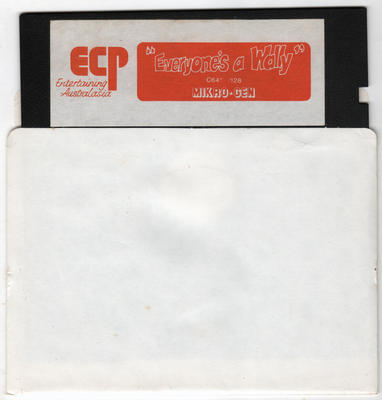 ECP
Entertaining
Australasia
"Everyone's a Wally"
C64 128
MIKRO-GEN